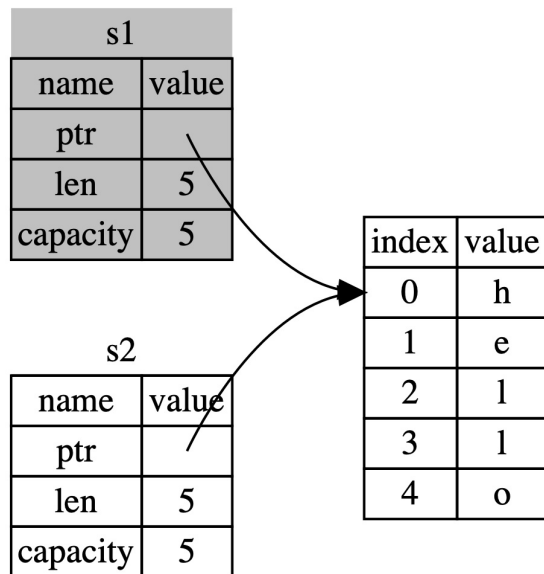 s1
name value
ptr
len 5
capacity 5
s2
name value
ptr
len 5
capacity 5
index value
0 h
1 e
2 l
3 l
4 o